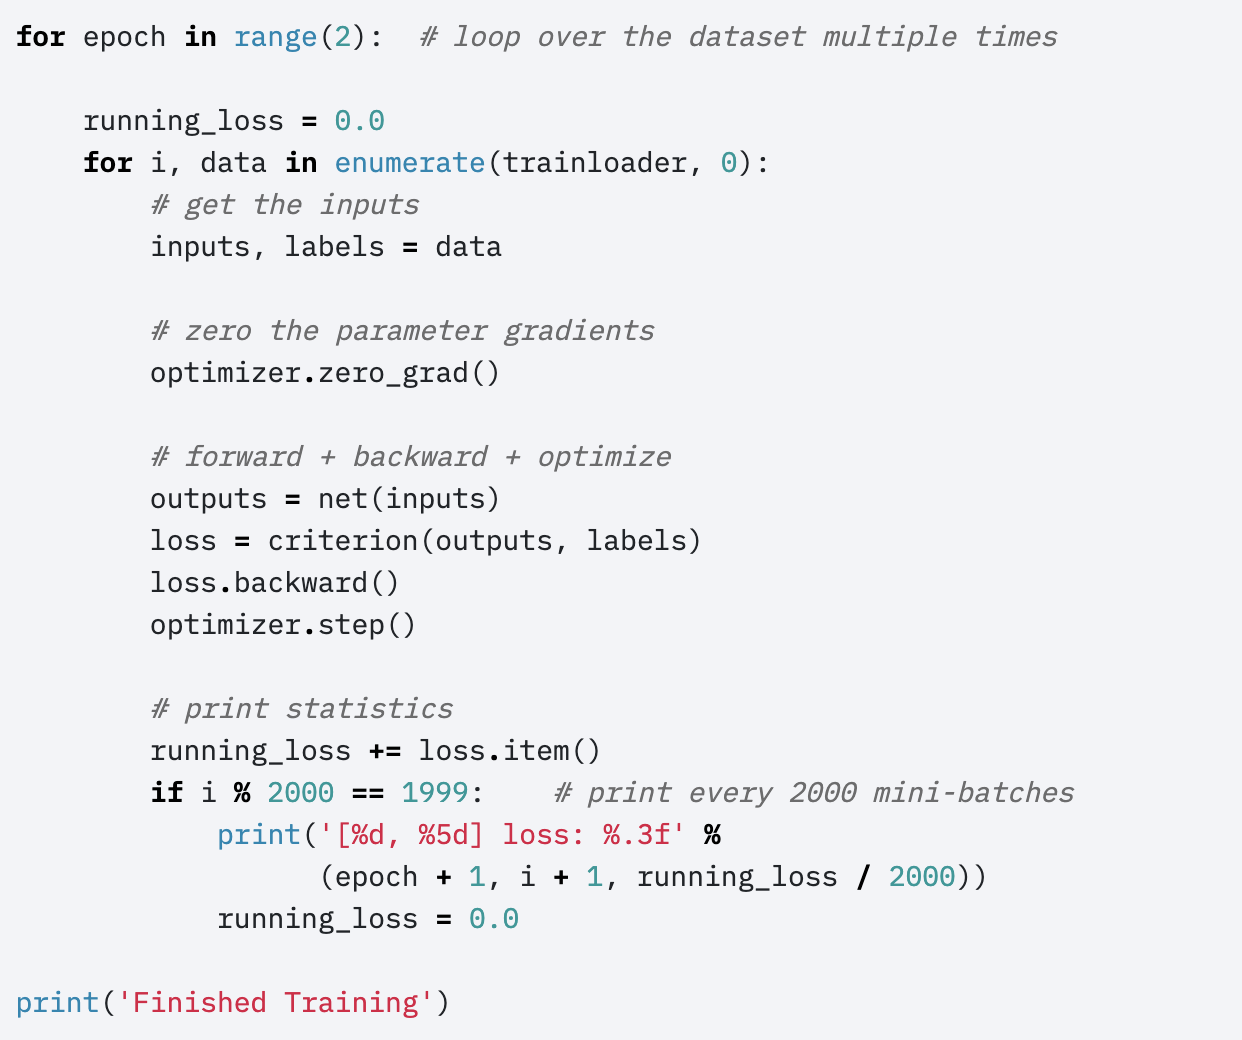 for epoch in range(2):  # loop over the dataset multiple times

    running_loss = 0.0
    for i, data in enumerate(trainloader, 0):
        # get the inputs
        inputs, labels = data

        # zero the parameter gradients
        optimizer.zero_grad()

        # forward + backward + optimize
        outputs = net(inputs)
        loss = criterion(outputs, labels)
        loss.backward()
        optimizer.step()

        # print statistics
        running_loss += loss.item()
        if i % 2000 == 1999:    # print every 2000 mini-batches
            print('[%d, %5d] loss: %.3f' %
                  (epoch + 1, i + 1, running_loss / 2000))
            running_loss = 0.0

print('Finished Training')